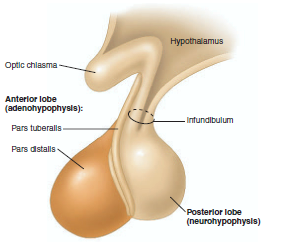 Hypothalamus
Optic chiasma
Anterior lobe
(adenohypophysis):
Infundibulum
Pars tuberalis
Pars distalis
Posterior lobe
(neurohypophysis)